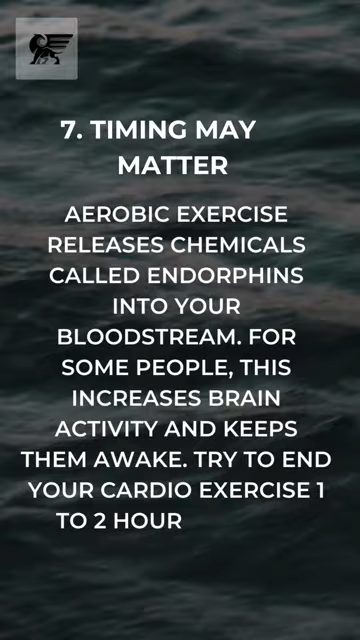 7. TIMING MAY
MATTER
AEROBIC EXERCISE
RELEASES CHEMICALS
CALLED ENDORPHINS
INTO YOUR
BLOODSTREAM. FOR
SOME PEOPLE, THIS
INCREASES BRAIN
ACTIVITY AND KEEPS
THEM AWAKE. TRY TO END
YOUR CARDIO EXERCISE 1
TO 2 HOUR